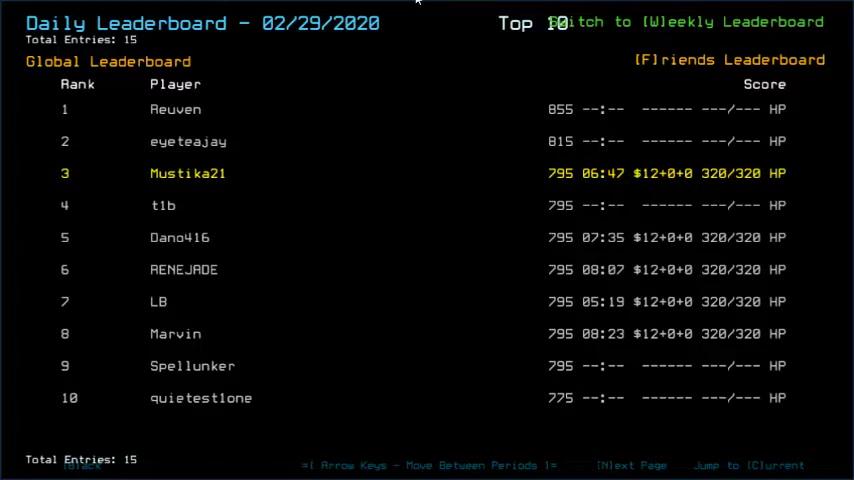 Daily Leaderboard - 02/29/2020 Top 10 Switch to [W]eekly Leaderboard
Total Entries: 15
Global Leaderboard [F]riends Leaderboard
Rank Player Score
1 Reuven 855 --:-- ------ ---/--- HP
2 eyeteajay 815 --:-- ------ ---/--- HP
3 Mustika21 795 06:47 $12+0+0 320/320 HP
4 t1b 795 --:-- ------ ---/--- HP
5 Dano416 795 07:35 $12+0+0 320/320 HP
6 RENEJADE 795 08:07 $12+0+0 320/320 HP
7 LB 795 05:19 $12+0+0 320/320 HP
8 Marvin 795 08:23 $12+0+0 320/320 HP
9 Spellunker 795 --:-- ------ ---/--- HP
10 quietest1one 775 --:-- ------ ---/--- HP
Total Entries: 15
[B]ack =[ Arrow Keys - Move Between Periods ]= [N]ext Page Jump to [C]urrent